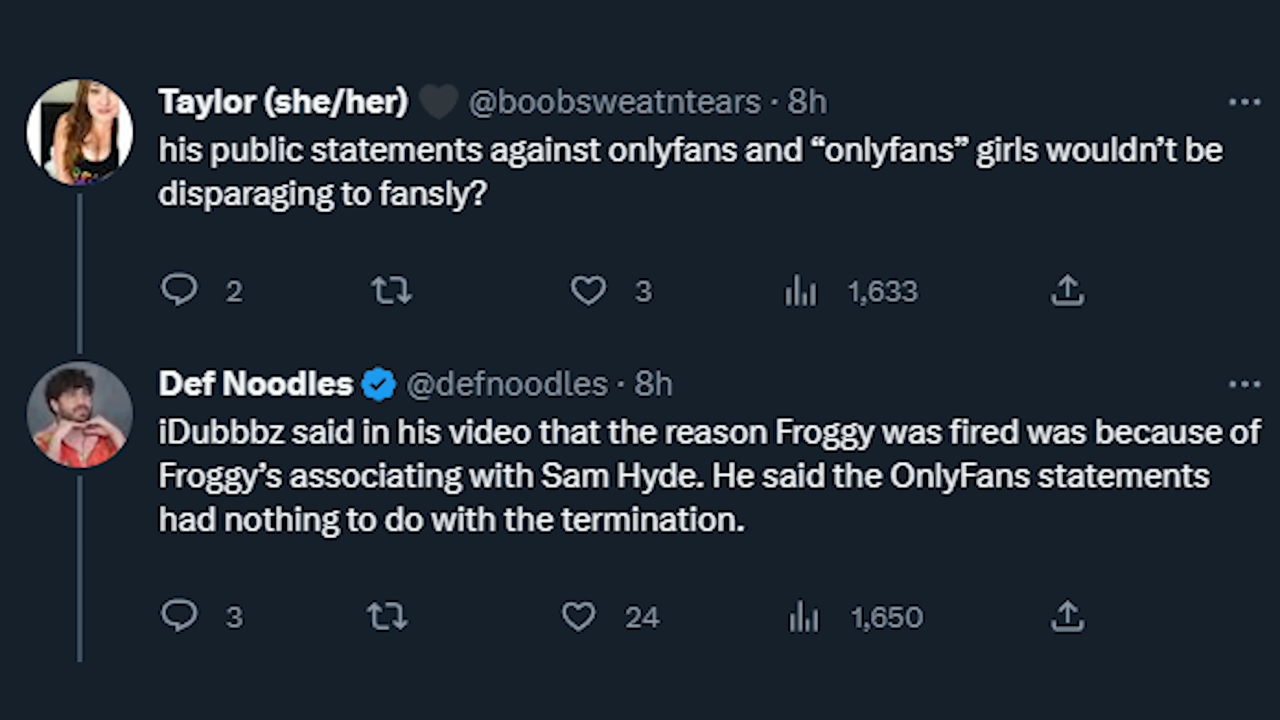 Taylor (she/her) 🖤 @boobsweatntears · 8h
his public statements against onlyfans and “onlyfans” girls wouldn’t be
disparaging to fansly?
2 3 1,633
Def Noodles @defnoodles · 8h
iDubbbz said in his video that the reason Froggy was fired was because of
Froggy’s associating with Sam Hyde. He said the OnlyFans statements
had nothing to do with the termination.
3 24 1,650